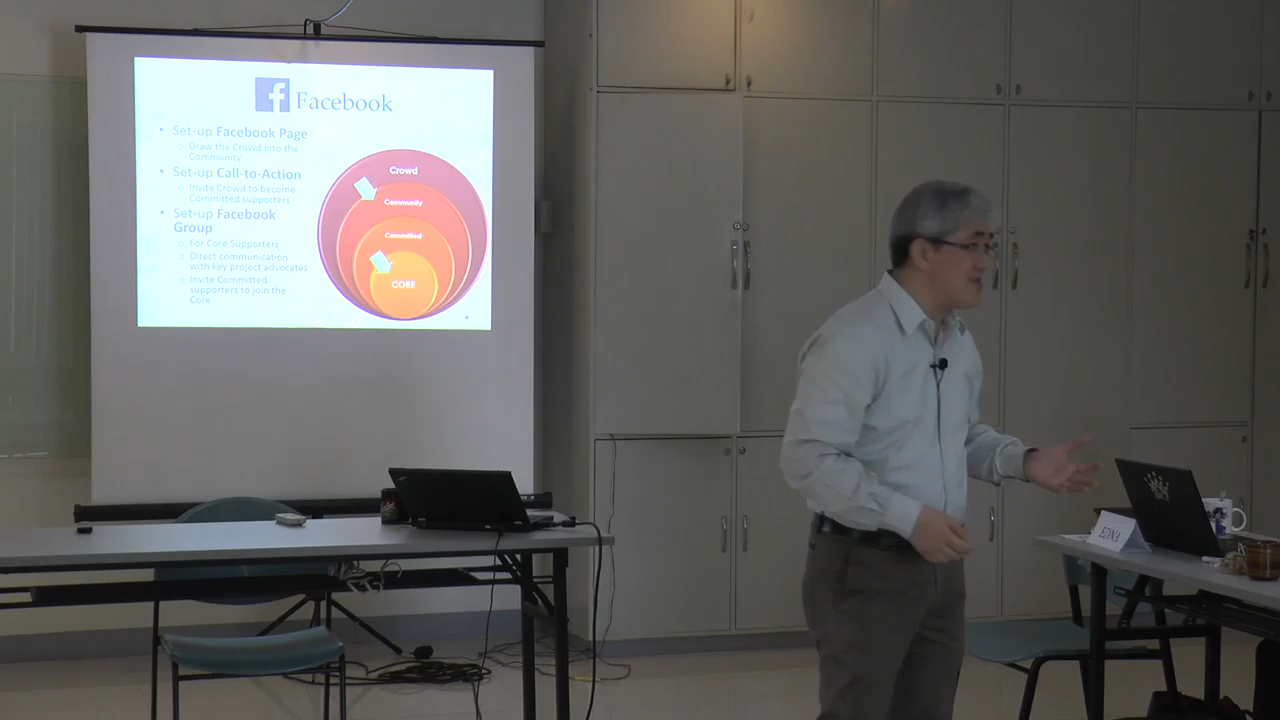 f Facebook
• Set-up Facebook Page
○ Draw the Crowd into the
Community
• Set-up Call-to-Action
○ Invite Crowd to become
Committed supporters
• Set-up Facebook
Group
○ For Core Supporters
○ Direct communication
with key project advocates
○ Invite Committed
supporters to join the
Core
Crowd
Community
Committed
CORE
EDNA